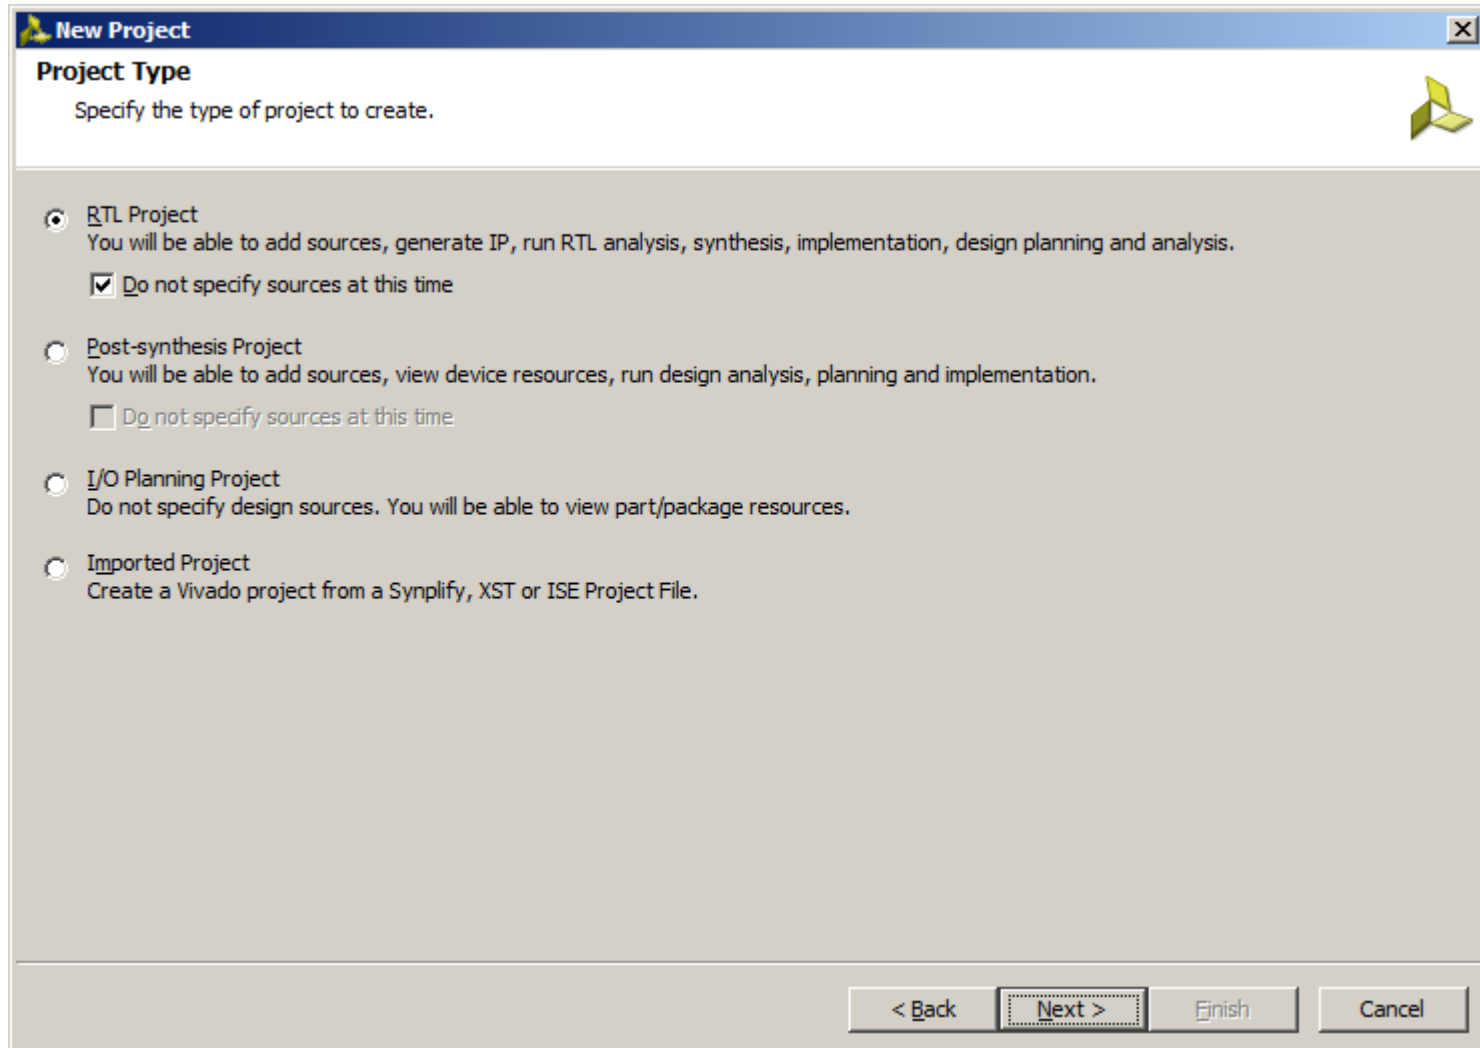 New Project
Project Type
Specify the type of project to create.
RTL Project
You will be able to add sources, generate IP, run RTL analysis, synthesis, implementation, design planning and analysis.
Do not specify sources at this time
Post-synthesis Project
You will be able to add sources, view device resources, run design analysis, planning and implementation.
Do not specify sources at this time
I/O Planning Project
Do not specify design sources. You will be able to view part/package resources.
Imported Project
Create a Vivado project from a Synplify, XST or ISE Project File.
< Back Next > Finish Cancel